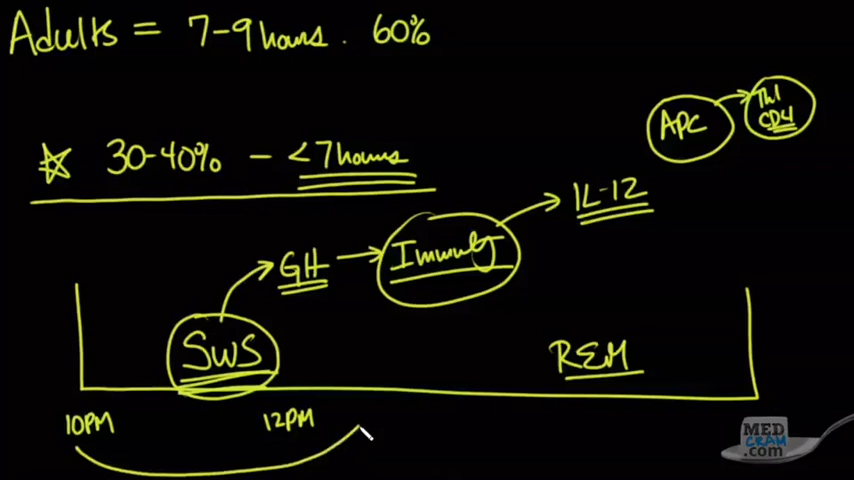 Adults = 7-9 hours. 60%
APC
Th1
CD4
30-40% - <7 hours
IL-12
GH
Immunity
SWS
REM
10PM
12PM
MED
CRAM
.com